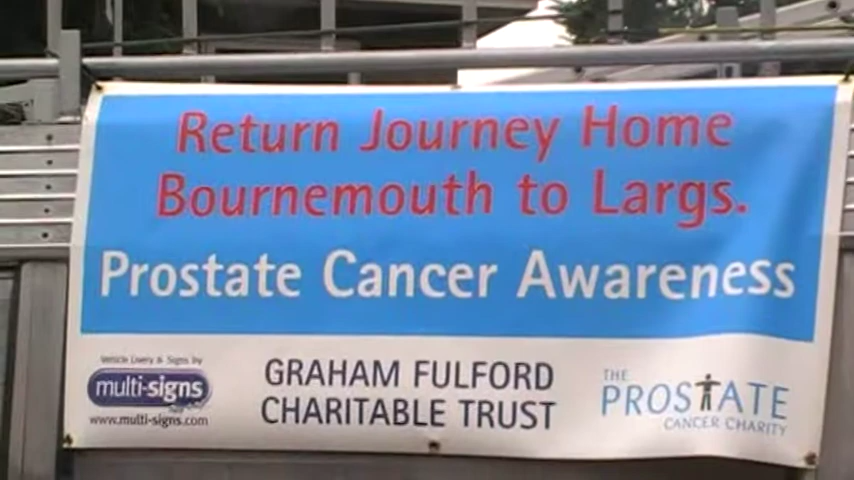 Return Journey Home
Bournemouth to Largs.
Prostate Cancer Awareness
Vehicle Livery & Signs by
multi-signs
www.multi-signs.com
GRAHAM FULFORD
CHARITABLE TRUST
THE
PROSTATE
CANCER CHARITY